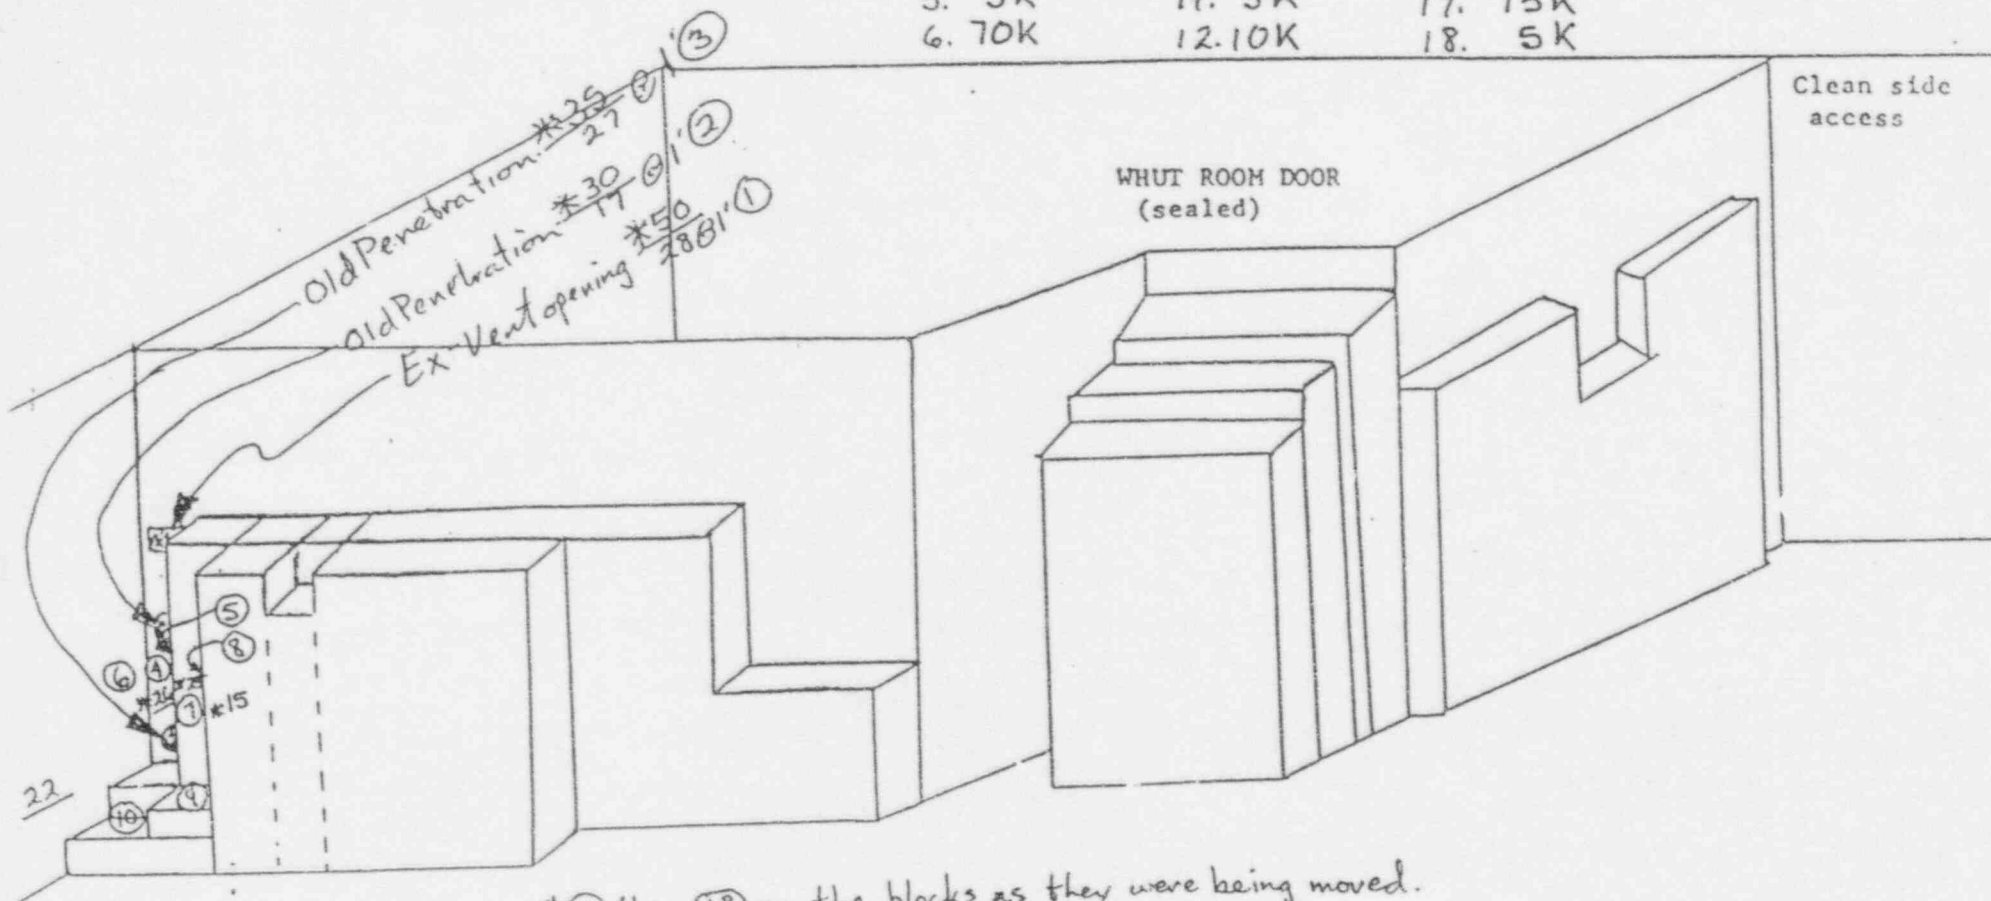 6. 70K 12. 10K 18. 5K
Old Penetration *25/27 @ 1' ③
Old Penetration *30/17 @ 1' ②
Ex-Vent opening *50/28 @ 1' ①
Clean side
access
WHUT ROOM DOOR
(sealed)
⑤
⑧
⑥ ④
⑦ *15
22
⑩ ⑨
the blocks as they were being moved.